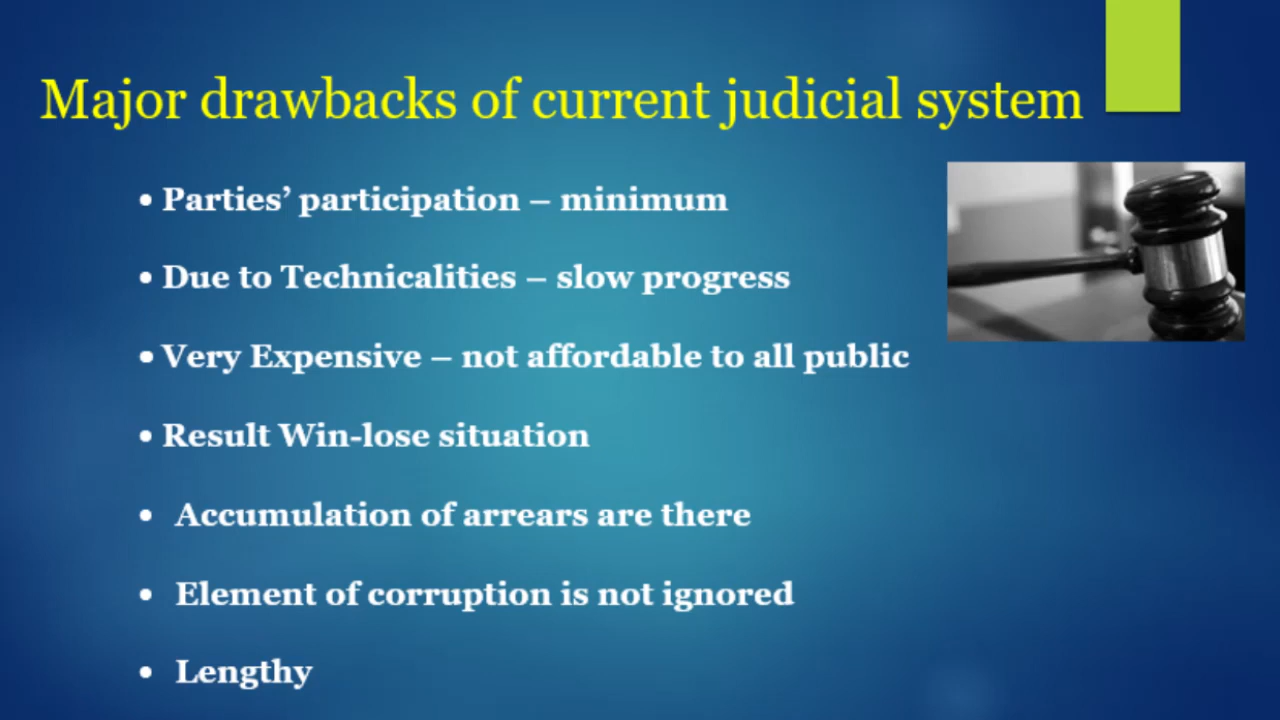 Major drawbacks of current judicial system
• Parties’ participation – minimum
• Due to Technicalities – slow progress
• Very Expensive – not affordable to all public
• Result Win-lose situation
• Accumulation of arrears are there
• Element of corruption is not ignored
• Lengthy